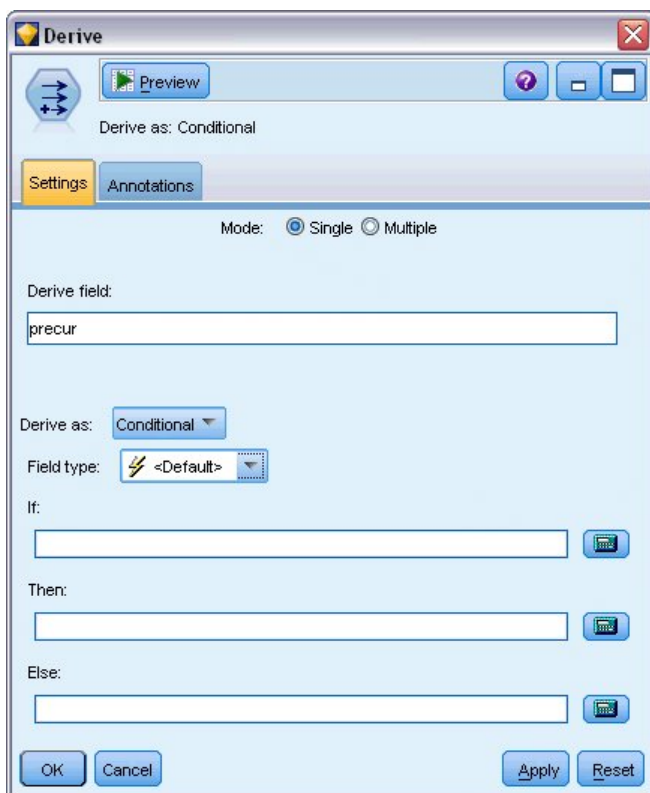 Derive
Preview
?
Derive as: Conditional
Settings Annotations
Mode: Single Multiple
Derive field:
precur
Derive as: Conditional
Field type: <Default>
If:
Then:
Else:
OK Cancel Apply Reset